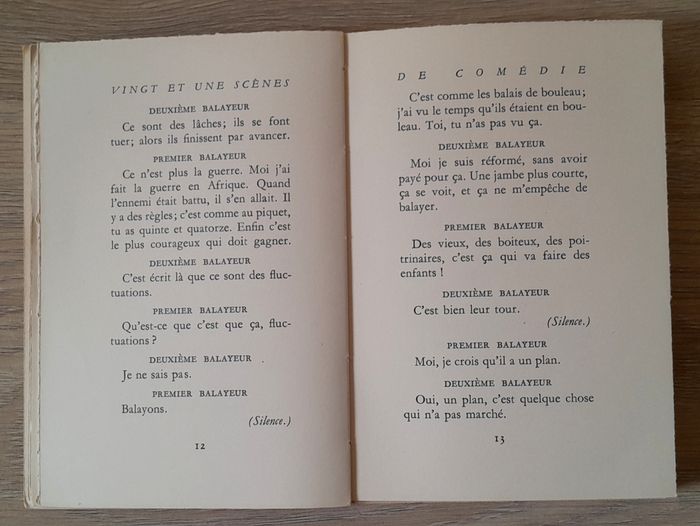 VINGT ET UNE SCÈNES
DEUXIÈME BALAYEUR
Ce sont des lâches; ils se font
tuer; alors ils finissent par avancer.
PREMIER BALAYEUR
Ce n'est plus la guerre. Moi j'ai
fait la guerre en Afrique. Quand
l'ennemi était battu, il s'en allait. Il
y a des règles; c'est comme au piquet,
tu as quinte et quatorze. Enfin c'est
le plus courageux qui doit gagner.
DEUXIÈME BALAYEUR
C'est écrit là que ce sont des fluc-
tuations.
PREMIER BALAYEUR
Qu'est-ce que c'est que ça, fluc-
tuations ?
DEUXIÈME BALAYEUR
Je ne sais pas.
PREMIER BALAYEUR
Balayons.
(Silence.)
12
DE COMÉDIE
C'est comme les balais de bouleau;
j'ai vu le temps qu'ils étaient en bou-
leau. Toi, tu n'as pas vu ça.
DEUXIÈME BALAYEUR
Moi je suis réformé, sans avoir
payé pour ça. Une jambe plus courte,
ça se voit, et ça ne m'empêche de
balayer.
PREMIER BALAYEUR
Des vieux, des boiteux, des poi-
trinaires, c'est ça qui va faire des
enfants !
DEUXIÈME BALAYEUR
C'est bien leur tour.
(Silence.)
PREMIER BALAYEUR
Moi, je crois qu'il a un plan.
DEUXIÈME BALAYEUR
Oui, un plan, c'est quelque chose
qui n'a pas marché.
13